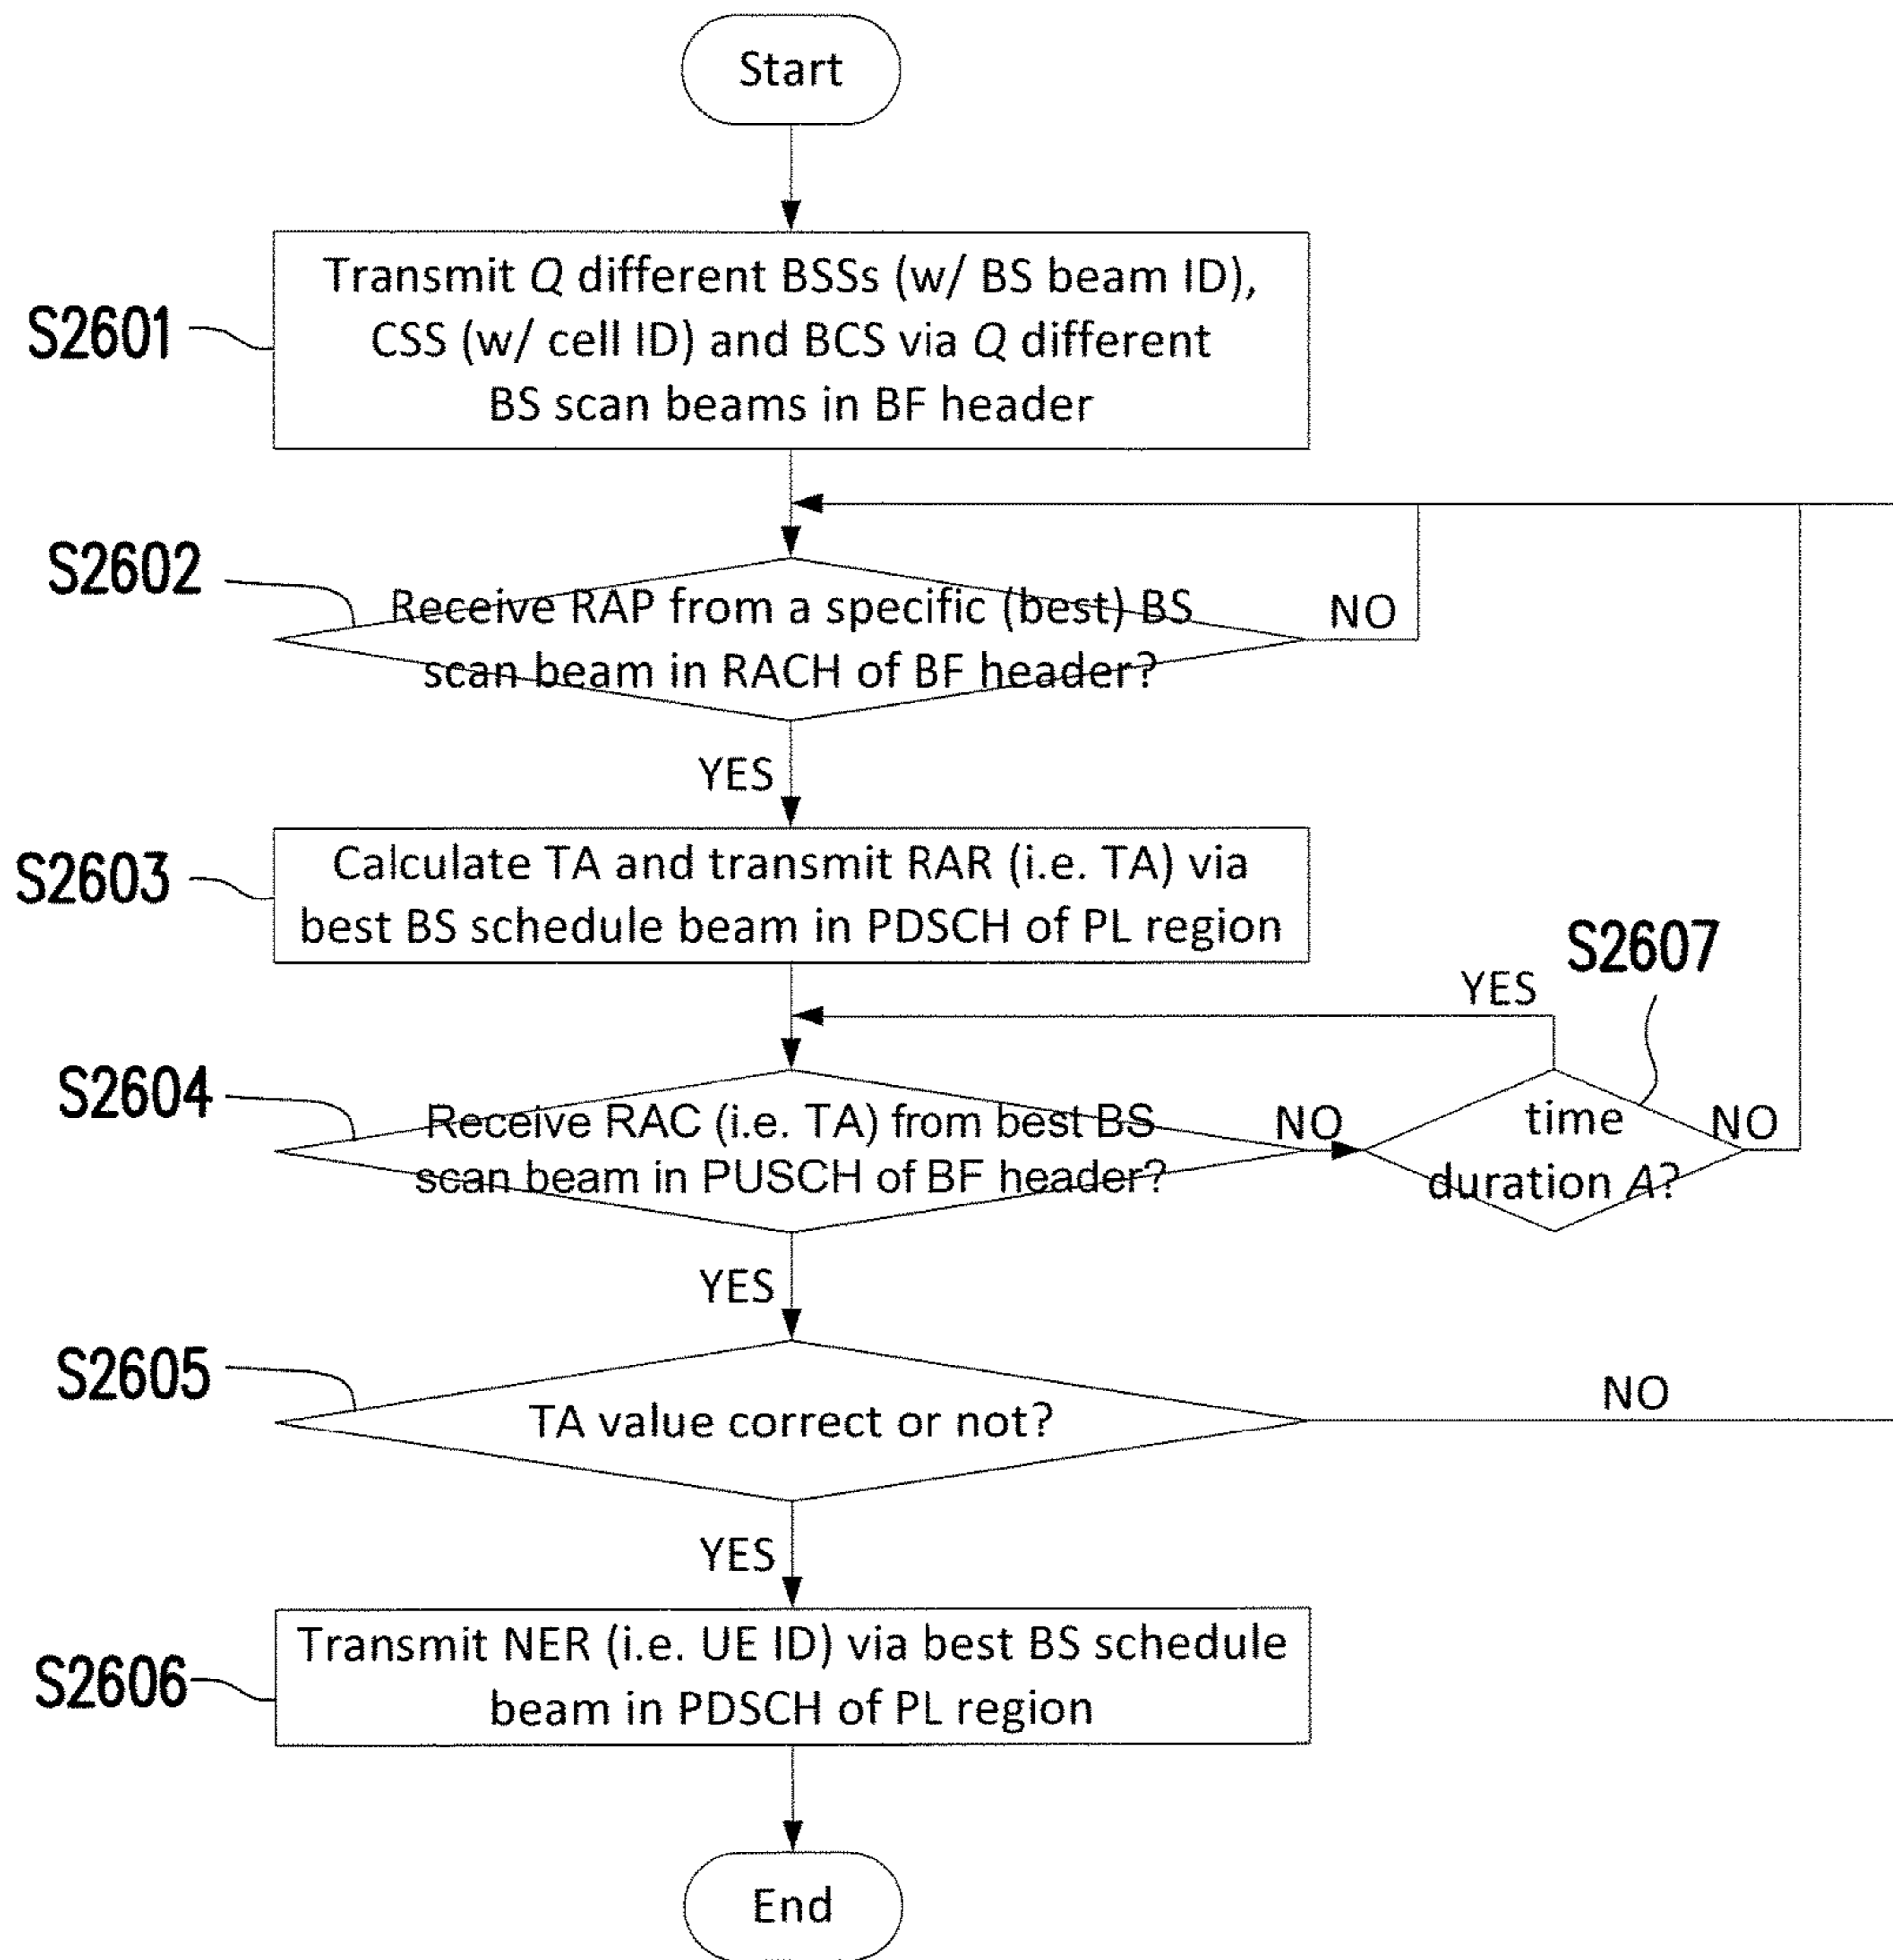 Start
S2601
Transmit Q different BSSs (w/ BS beam ID),
CSS (w/ cell ID) and BCS via Q different
BS scan beams in BF header
S2602
Receive RAP from a specific (best) BS
scan beam in RACH of BF header?
NO
YES
S2603
Calculate TA and transmit RAR (i.e. TA) via
best BS schedule beam in PDSCH of PL region
S2607
YES
S2604
Receive RAC (i.e. TA) from best BS
scan beam in PUSCH of BF header?
NO
time
duration A?
NO
YES
S2605
TA value correct or not?
NO
YES
S2606
Transmit NER (i.e. UE ID) via best BS schedule
beam in PDSCH of PL region
End